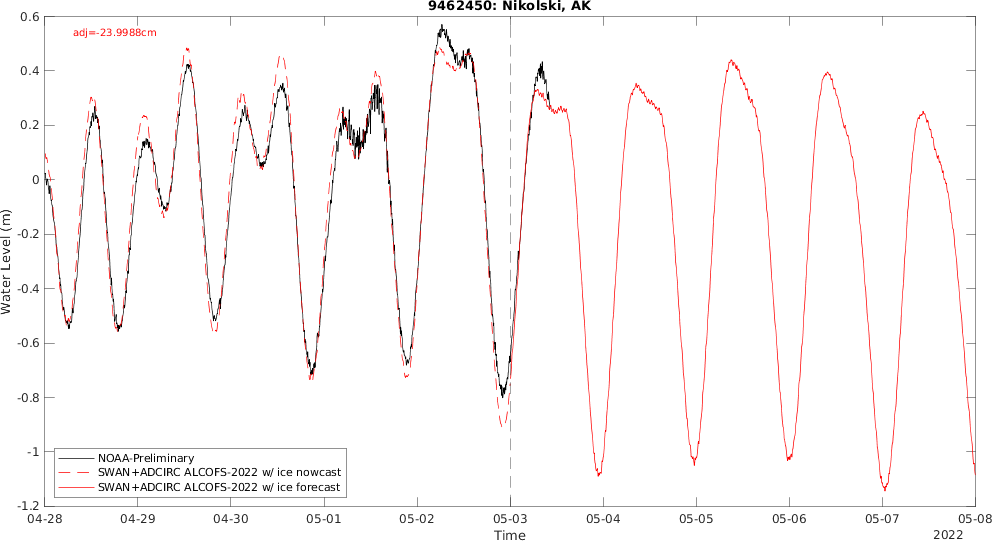 9462450: Nikolski, AK
adj=-23.9988cm
Water Level (m)
0.6
0.4
0.2
0
-0.2
-0.4
-0.6
-0.8
-1
-1.2
NOAA-Preliminary
SWAN+ADCIRC ALCOFS-2022 w/ ice nowcast
SWAN+ADCIRC ALCOFS-2022 w/ ice forecast
04-28 04-29 04-30 05-01 05-02 05-03 05-04 05-05 05-06 05-07 05-08
Time
2022